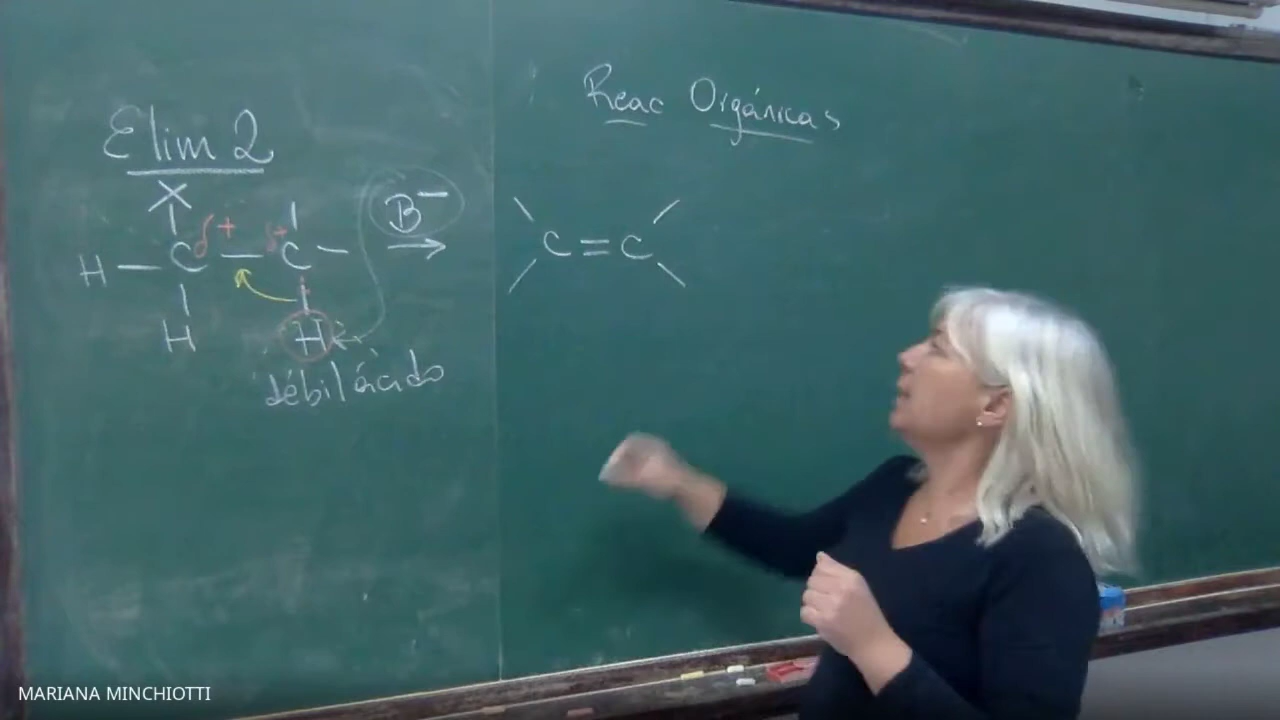 Reac Orgánicas
Elim 2
X
B⁻
H — C δ+ — δ+ C —
C = C
H H
débil ácido
MARIANA MINCHIOTTI